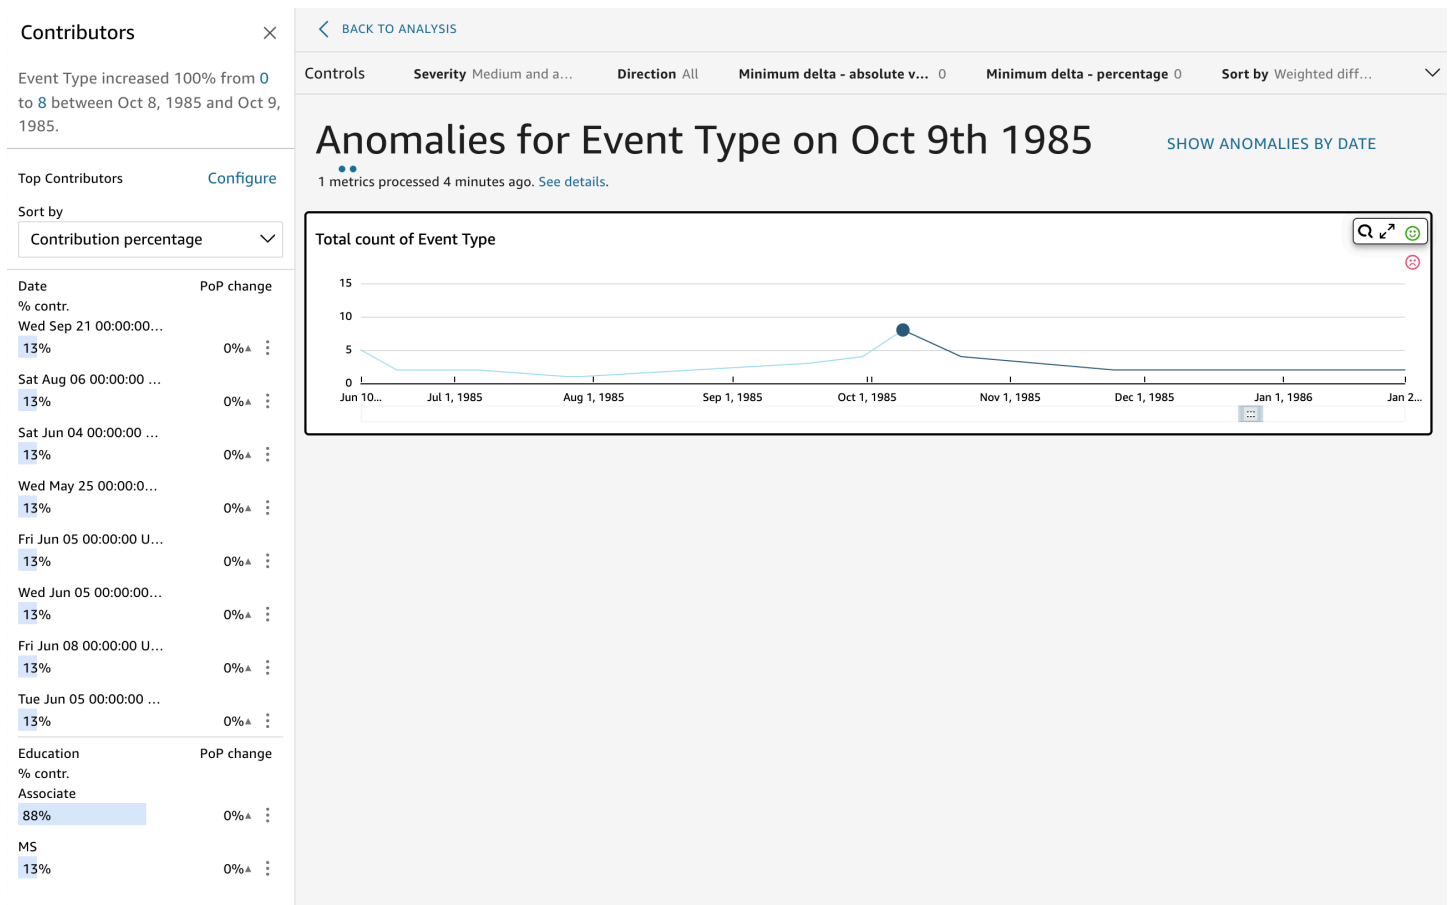 Contributors
Event Type increased 100% from 0
to 8 between Oct 8, 1985 and Oct 9,
1985.
Top Contributors Configure
Sort by
Contribution percentage
Date PoP change
% contr.
Wed Sep 21 00:00:00...
13% 0%▲
Sat Aug 06 00:00:00 ...
13% 0%▲
Sat Jun 04 00:00:00 ...
13% 0%▲
Wed May 25 00:00:0...
13% 0%▲
Fri Jun 05 00:00:00 U...
13% 0%▲
Wed Jun 05 00:00:00...
13% 0%▲
Fri Jun 08 00:00:00 U...
13% 0%▲
Tue Jun 05 00:00:00 ...
13% 0%▲
Education PoP change
% contr.
Associate
88% 0%▲
MS
13% 0%▲
BACK TO ANALYSIS
Controls Severity Medium and a... Direction All Minimum delta - absolute v... 0 Minimum delta - percentage 0 Sort by Weighted diff...
Anomalies for Event Type on Oct 9th 1985 SHOW ANOMALIES BY DATE
1 metrics processed 4 minutes ago. See details.
Total count of Event Type
15
10
5
0
Jun 10... Jul 1, 1985 Aug 1, 1985 Sep 1, 1985 Oct 1, 1985 Nov 1, 1985 Dec 1, 1985 Jan 1, 1986 Jan 2...